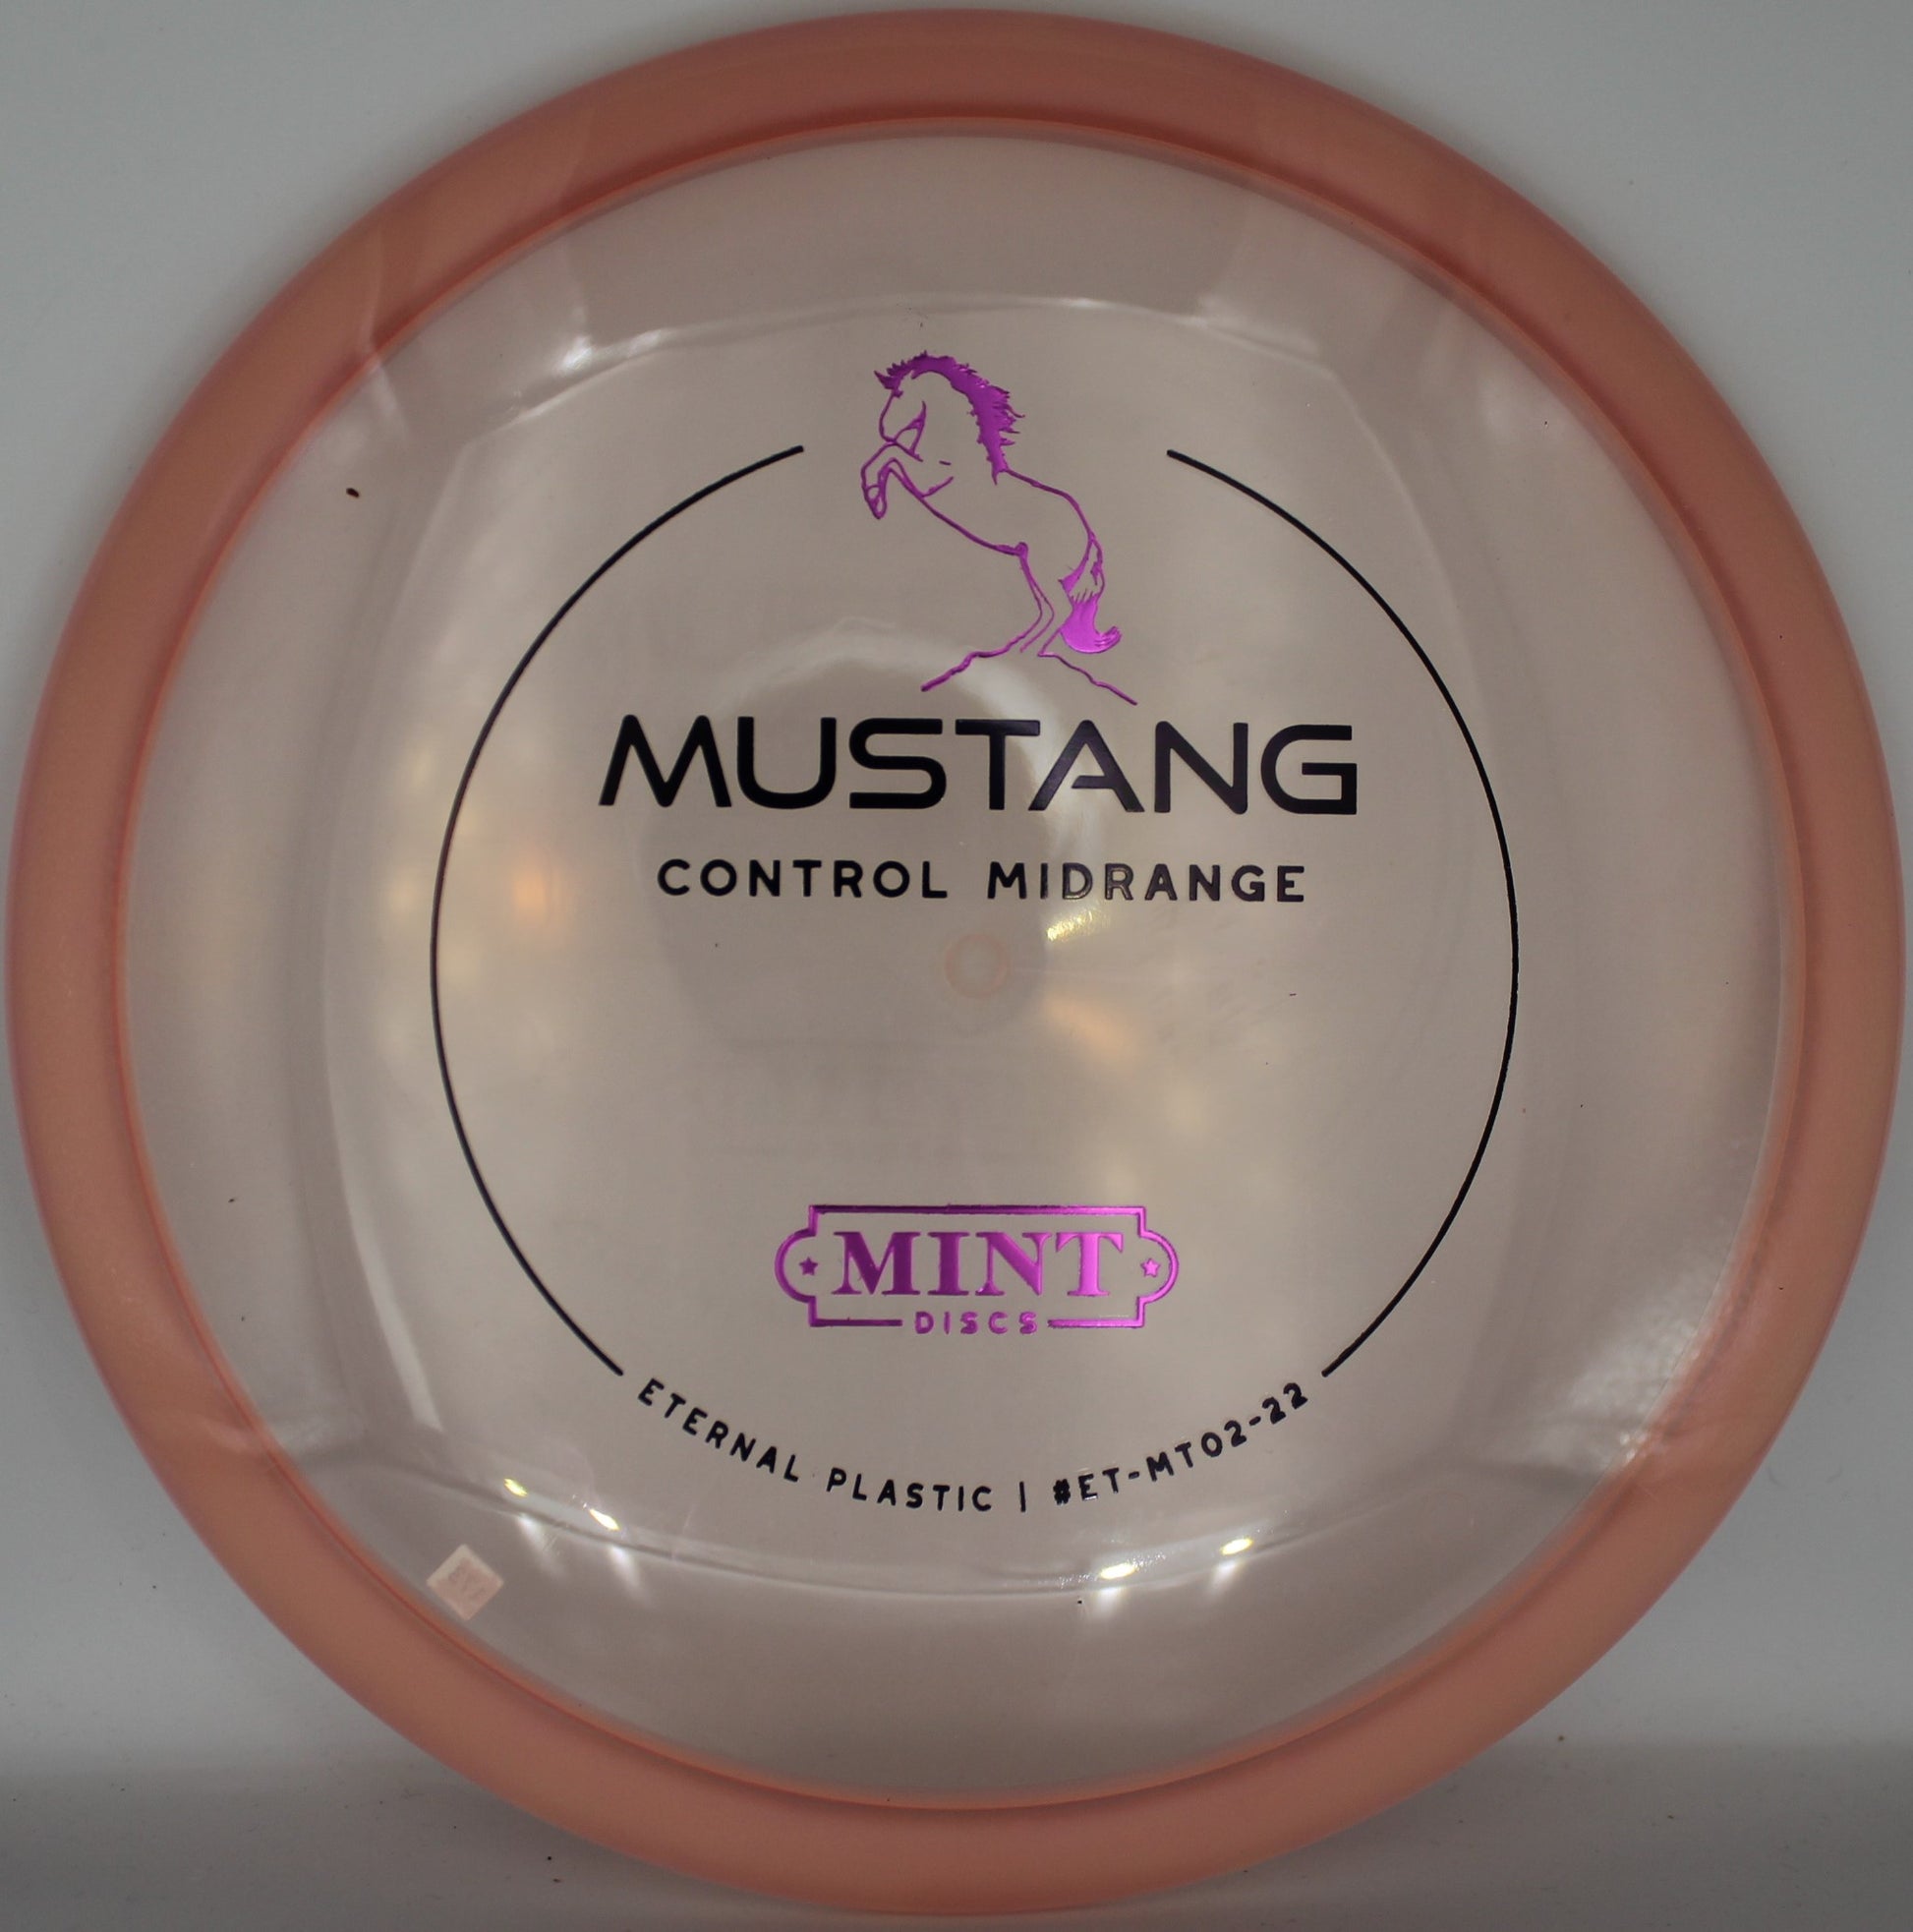 MUSTANG
CONTROL MIDRANGE
MINT
DISCS
ETERNAL PLASTIC | #ET-MT02-22